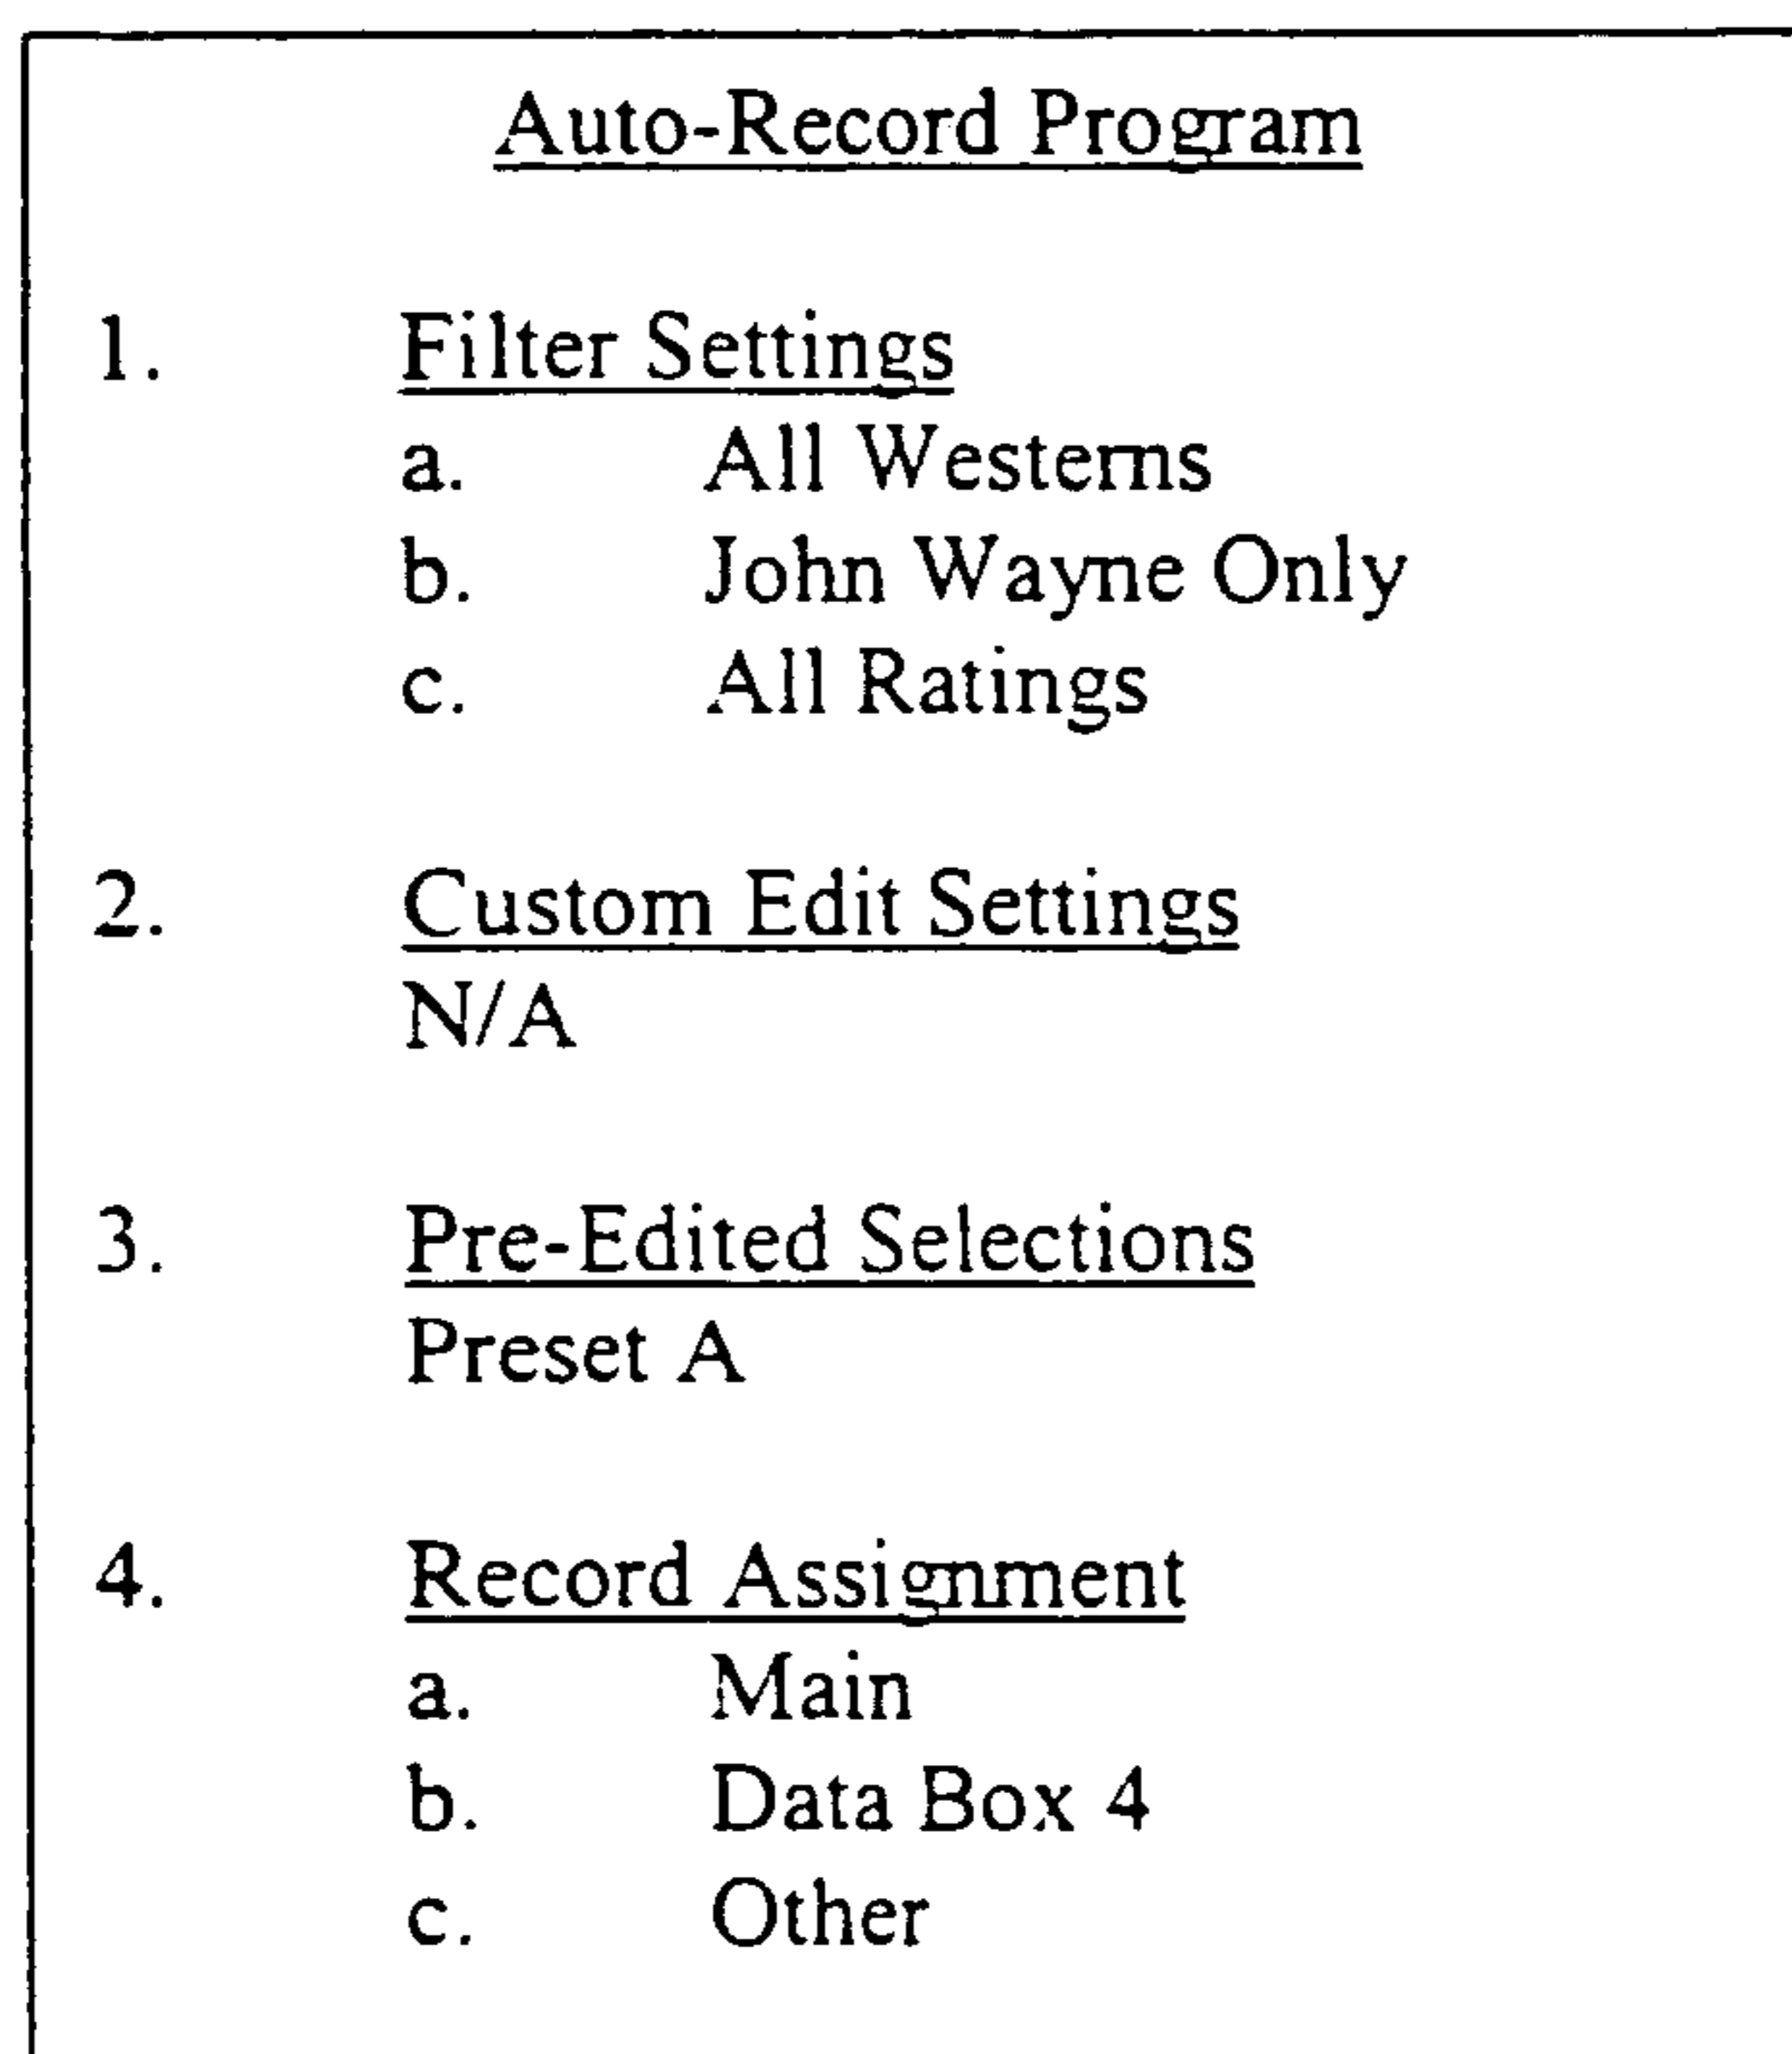 Auto-Record Program
1. Filter Settings
a. All Westerns
b. John Wayne Only
c. All Ratings
2. Custom Edit Settings
N/A
3. Pre-Edited Selections
Preset A
4. Record Assignment
a. Main
b. Data Box 4
c. Other